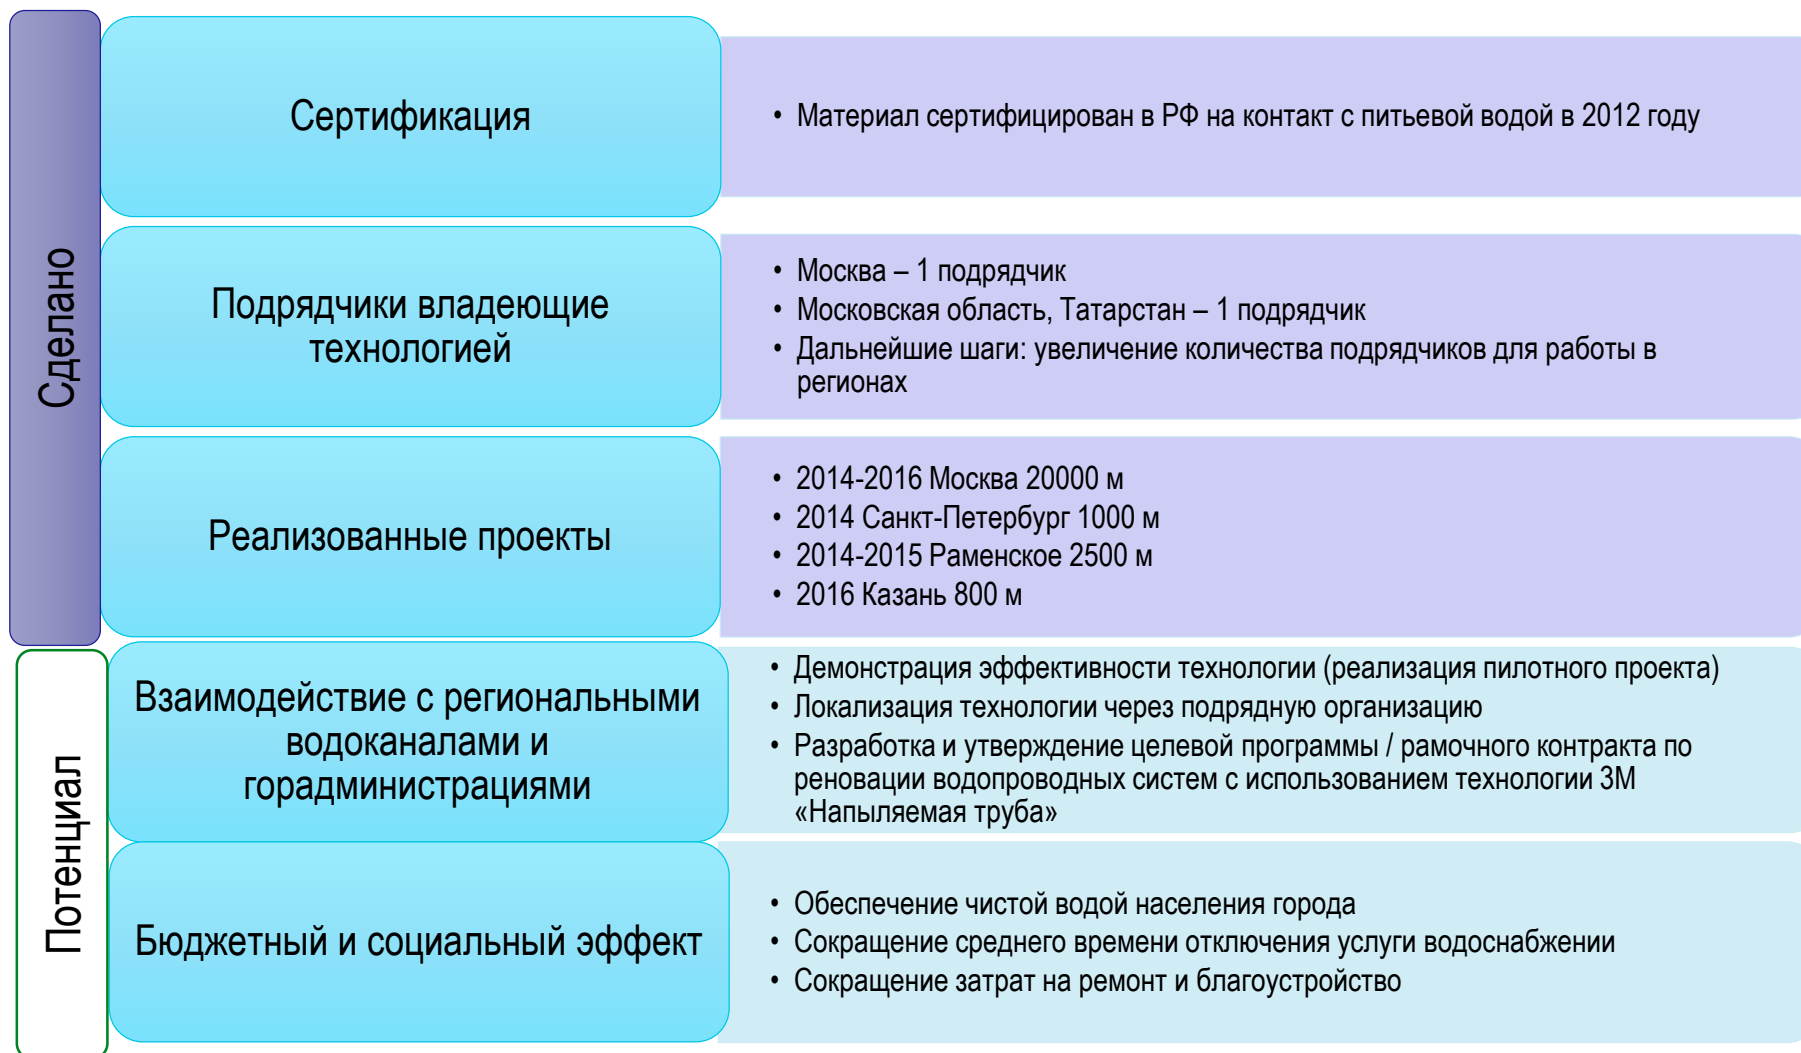 Сделано
Сертификация
• Материал сертифицирован в РФ на контакт с питьевой водой в 2012 году
Подрядчики владеющие
технологией
• Москва – 1 подрядчик
• Московская область, Татарстан – 1 подрядчик
• Дальнейшие шаги: увеличение количества подрядчиков для работы в
регионах
Реализованные проекты
• 2014-2016 Москва 20000 м
• 2014 Санкт-Петербург 1000 м
• 2014-2015 Раменское 2500 м
• 2016 Казань 800 м
Потенциал
Взаимодействие с региональными
водоканалами и
горадминистрациями
• Демонстрация эффективности технологии (реализация пилотного проекта)
• Локализация технологии через подрядную организацию
• Разработка и утверждение целевой программы / рамочного контракта по
реновации водопроводных систем с использованием технологии 3М
«Напыляемая труба»
Бюджетный и социальный эффект
• Обеспечение чистой водой населения города
• Сокращение среднего времени отключения услуги водоснабжении
• Сокращение затрат на ремонт и благоустройство